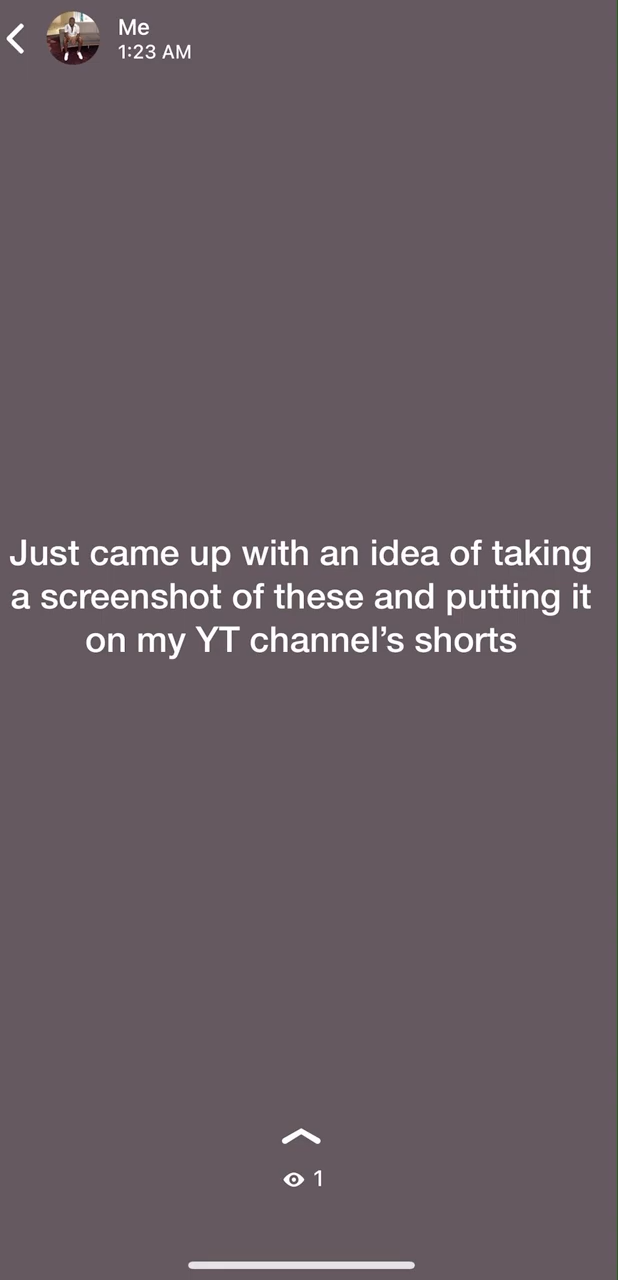 Me
1:23 AM
Just came up with an idea of taking
a screenshot of these and putting it
on my YT channel’s shorts
1